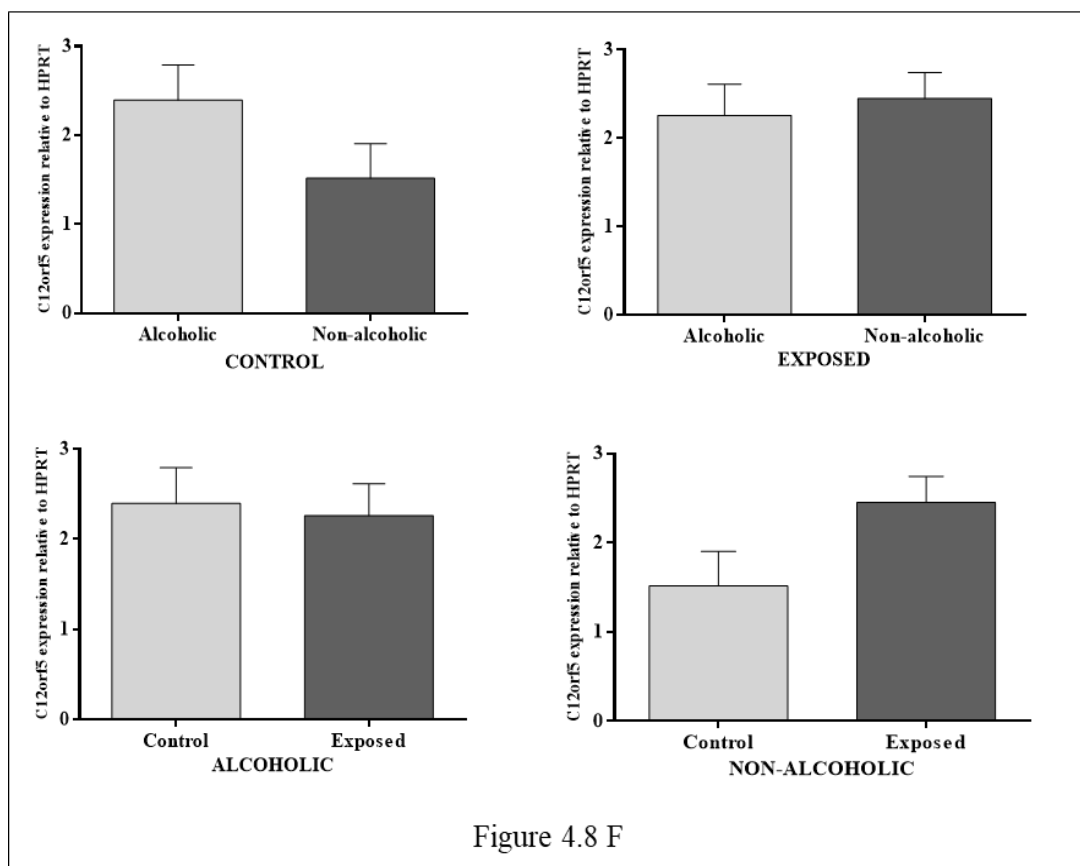 C12orf5 expression relative to HPRT
3
2
1
0
Alcoholic Non-alcoholic
CONTROL
C12orf5 expression relative to HPRT
3
2
1
0
Alcoholic Non-alcoholic
EXPOSED
C12orf5 expression relative to HPRT
3
2
1
0
Control Exposed
ALCOHOLIC
C12orf5 expression relative to HPRT
3
2
1
0
Control Exposed
NON-ALCOHOLIC
Figure 4.8 F